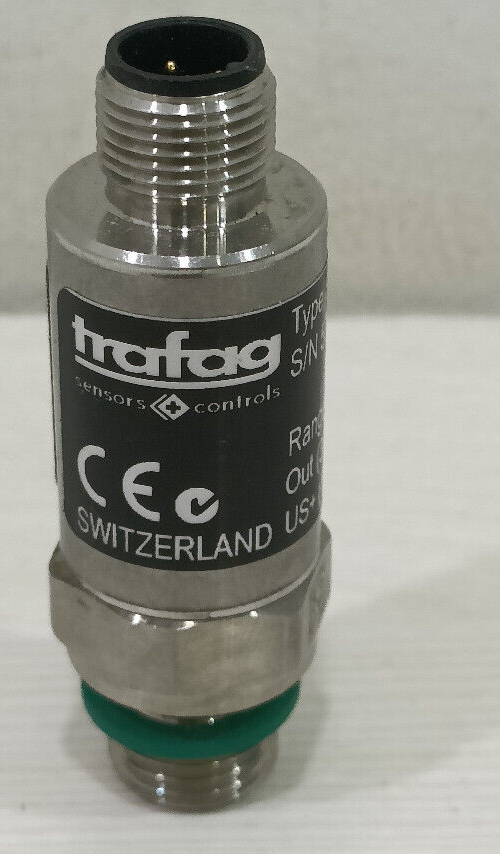 trafag
sensors controls
CE
SWITZERLAND
Type
S/N
Out
US+